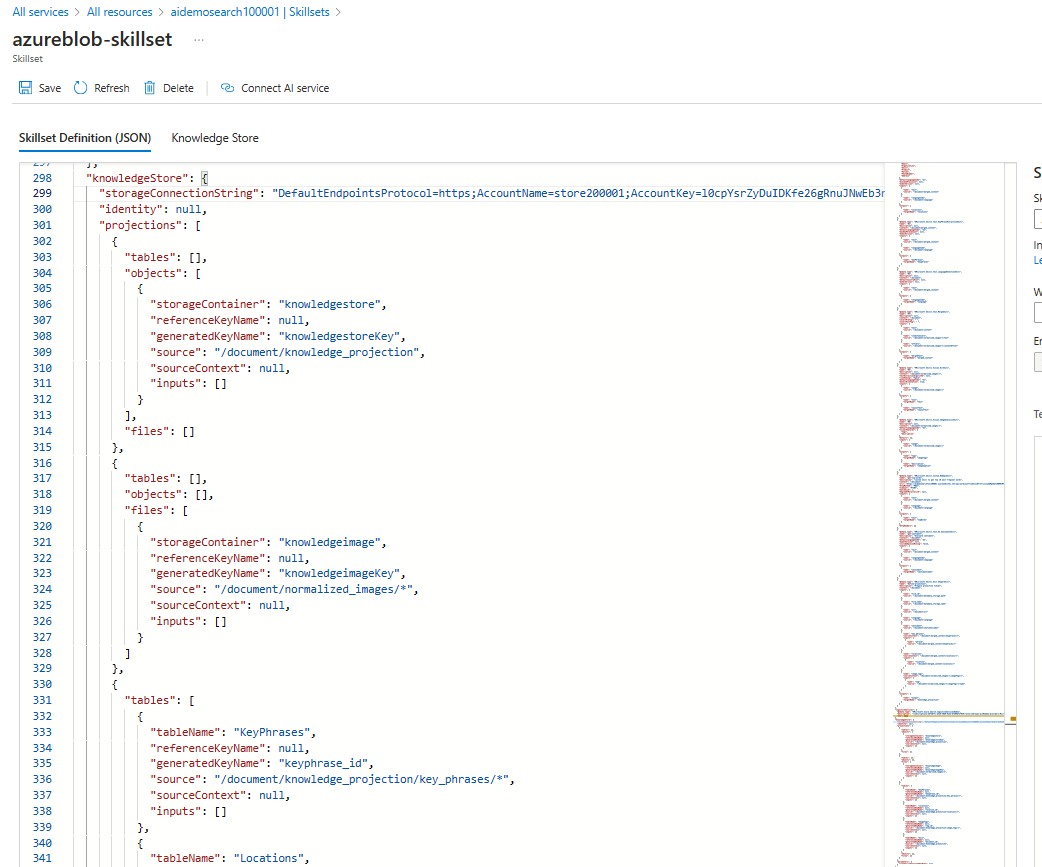 All services > All resources > aidemosearch100001 | Skillsets >
azureblob-skillset ...
Skillset
Save Refresh Delete Connect AI service
Skillset Definition (JSON) Knowledge Store
297 },
298 "knowledgeStore": {
299 "storageConnectionString": "DefaultEndpointsProtocol=https;AccountName=store200001;AccountKey=l0cpYsrZyDuIDKfe26gRnuJNwEb3r
300 "identity": null,
301 "projections": [
302 {
303 "tables": [],
304 "objects": [
305 {
306 "storageContainer": "knowledgestore",
307 "referenceKeyName": null,
308 "generatedKeyName": "knowledgestoreKey",
309 "source": "/document/knowledge_projection",
310 "sourceContext": null,
311 "inputs": []
312 }
313 ],
314 "files": []
315 },
316 {
317 "tables": [],
318 "objects": [],
319 "files": [
320 {
321 "storageContainer": "knowledgeimage",
322 "referenceKeyName": null,
323 "generatedKeyName": "knowledgeimageKey",
324 "source": "/document/normalized_images/*",
325 "sourceContext": null,
326 "inputs": []
327 }
328 ]
329 },
330 {
331 "tables": [
332 {
333 "tableName": "KeyPhrases",
334 "referenceKeyName": null,
335 "generatedKeyName": "keyphrase_id",
336 "source": "/document/knowledge_projection/key_phrases/*",
337 "sourceContext": null,
338 "inputs": []
339 },
340 {
341 "tableName": "Locations",